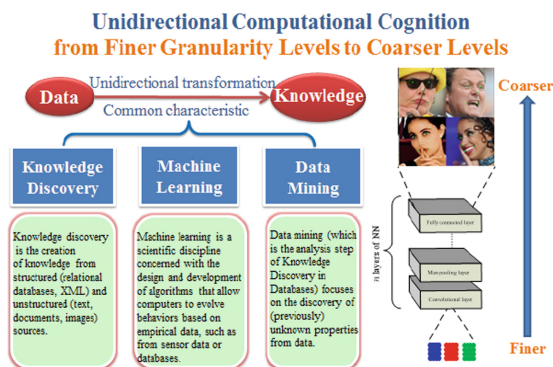 Unidirectional Computational Cognition
from Finer Granularity Levels to Coarser Levels
Data
Unidirectional transformation
Common characteristic
Knowledge
Knowledge
Discovery
Machine
Learning
Data
Mining
Knowledge discovery
is the creation
of knowledge from
structured (relational
databases, XML) and
unstructured (text,
documents, images)
sources.
Machine learning is a
scientific discipline
concerned with the
design and development
of algorithms that allow
computers to evolve
behaviors based on
empirical data, such as
from sensor data or
databases.
Data mining (which
is the analysis step
of Knowledge
Discovery in
Databases) focuses
on the discovery of
(previously)
unknown properties
from data.
Coarser
n layers of NN
Fully connected layer
Maxpooling layer
Convolutional layer
Finer